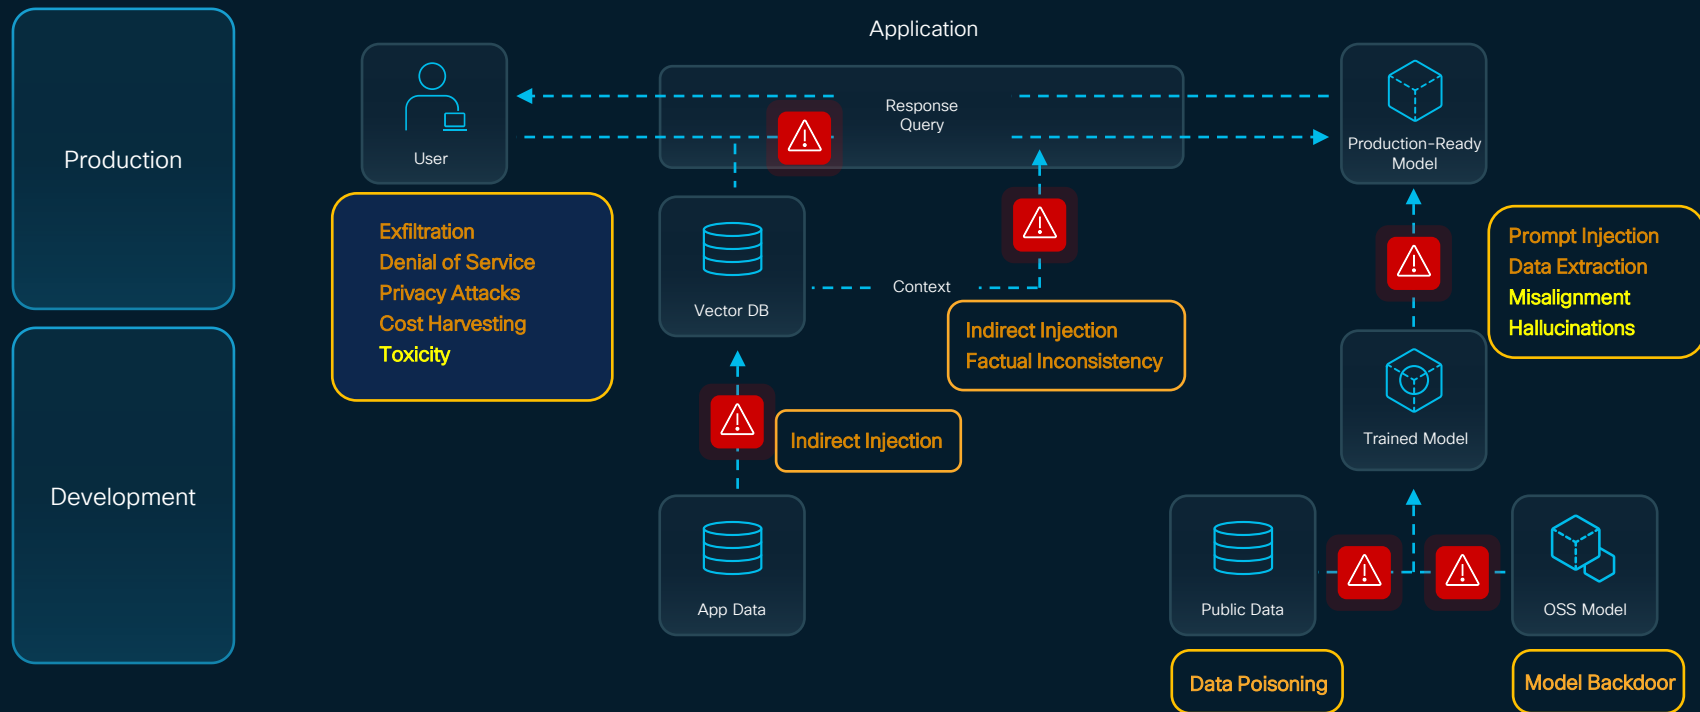 Application
Production
User
Response
Query
Production-Ready
Model
Exfiltration
Denial of Service
Privacy Attacks
Cost Harvesting
Toxicity
Vector DB
Context
Indirect Injection
Factual Inconsistency
Prompt Injection
Data Extraction
Misalignment
Hallucinations
Development
Indirect Injection
Trained Model
App Data
Public Data
OSS Model
Data Poisoning
Model Backdoor